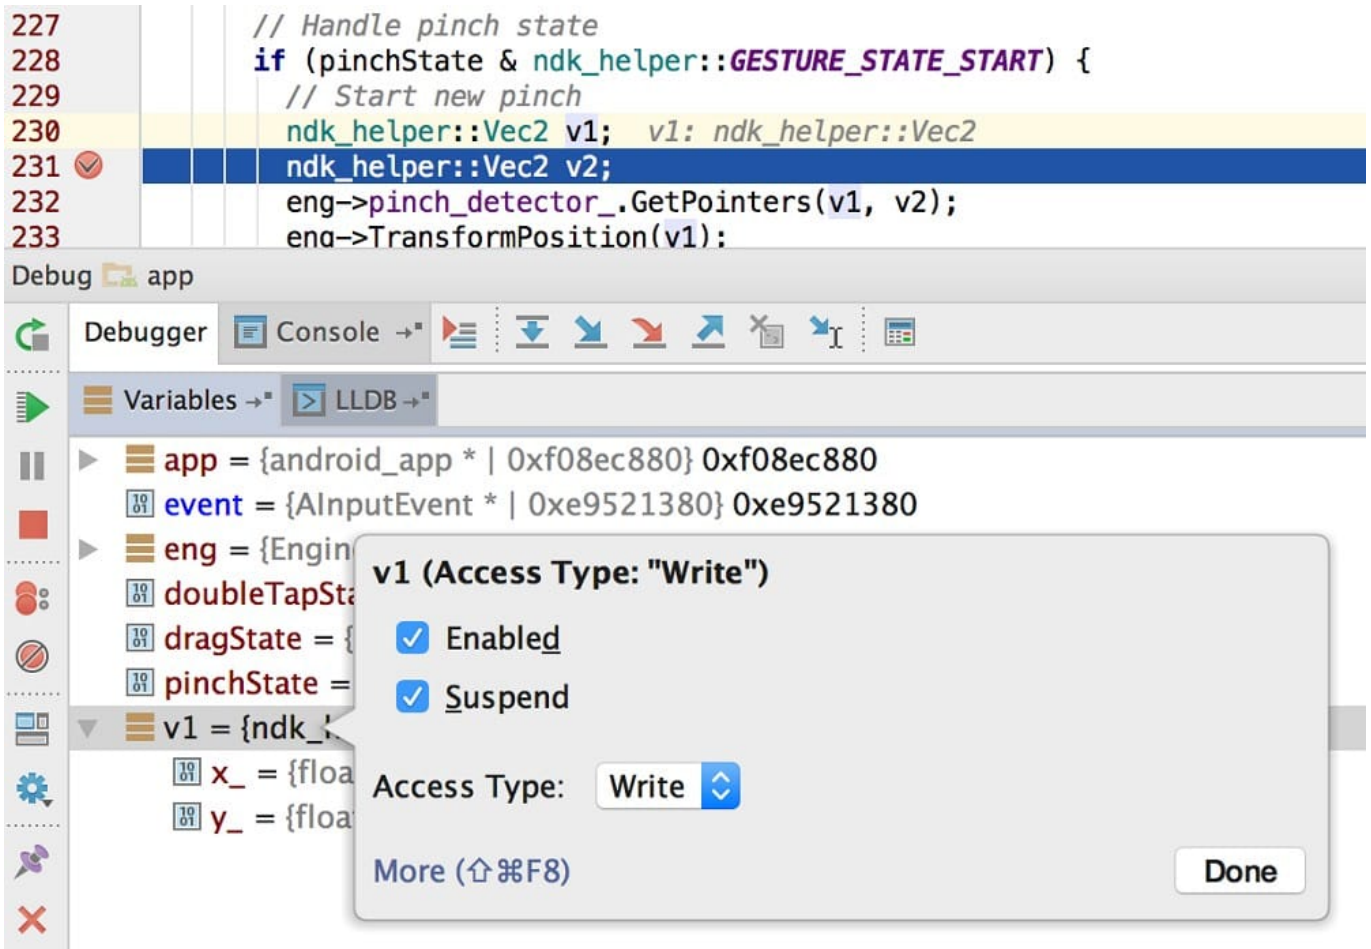 227 // Handle pinch state
228 if (pinchState & ndk_helper::GESTURE_STATE_START) {
229 // Start new pinch
230 ndk_helper::Vec2 v1; v1: ndk_helper::Vec2
231 ndk_helper::Vec2 v2;
232 eng->pinch_detector_.GetPointers(v1, v2);
233 eng->TransformPosition(v1);
Debug app
Debugger Console
Variables LLDB
app = {android_app * | 0xf08ec880} 0xf08ec880
event = {AInputEvent * | 0xe9521380} 0xe9521380
eng = {Engin
doubleTapSta
dragState = {
pinchState =
v1 = {ndk_h
x_ = {floa
y_ = {floa
v1 (Access Type: "Write")
Enabled
Suspend
Access Type: Write
More (⇧⌘F8)
Done